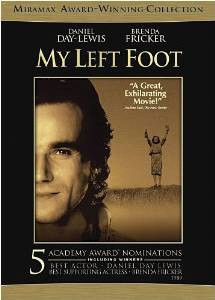 MIRAMAX AWARD-WINNING COLLECTION
DANIEL DAY-LEWIS
BRENDA FRICKER
MY LEFT FOOT
"A Great,
Exhilarating
Movie!"
5 ACADEMY AWARD® NOMINATIONS
INCLUDING WINNERS
BEST ACTOR - DANIEL DAY LEWIS
BEST SUPPORTING ACTRESS - BRENDA FRICKER
1989